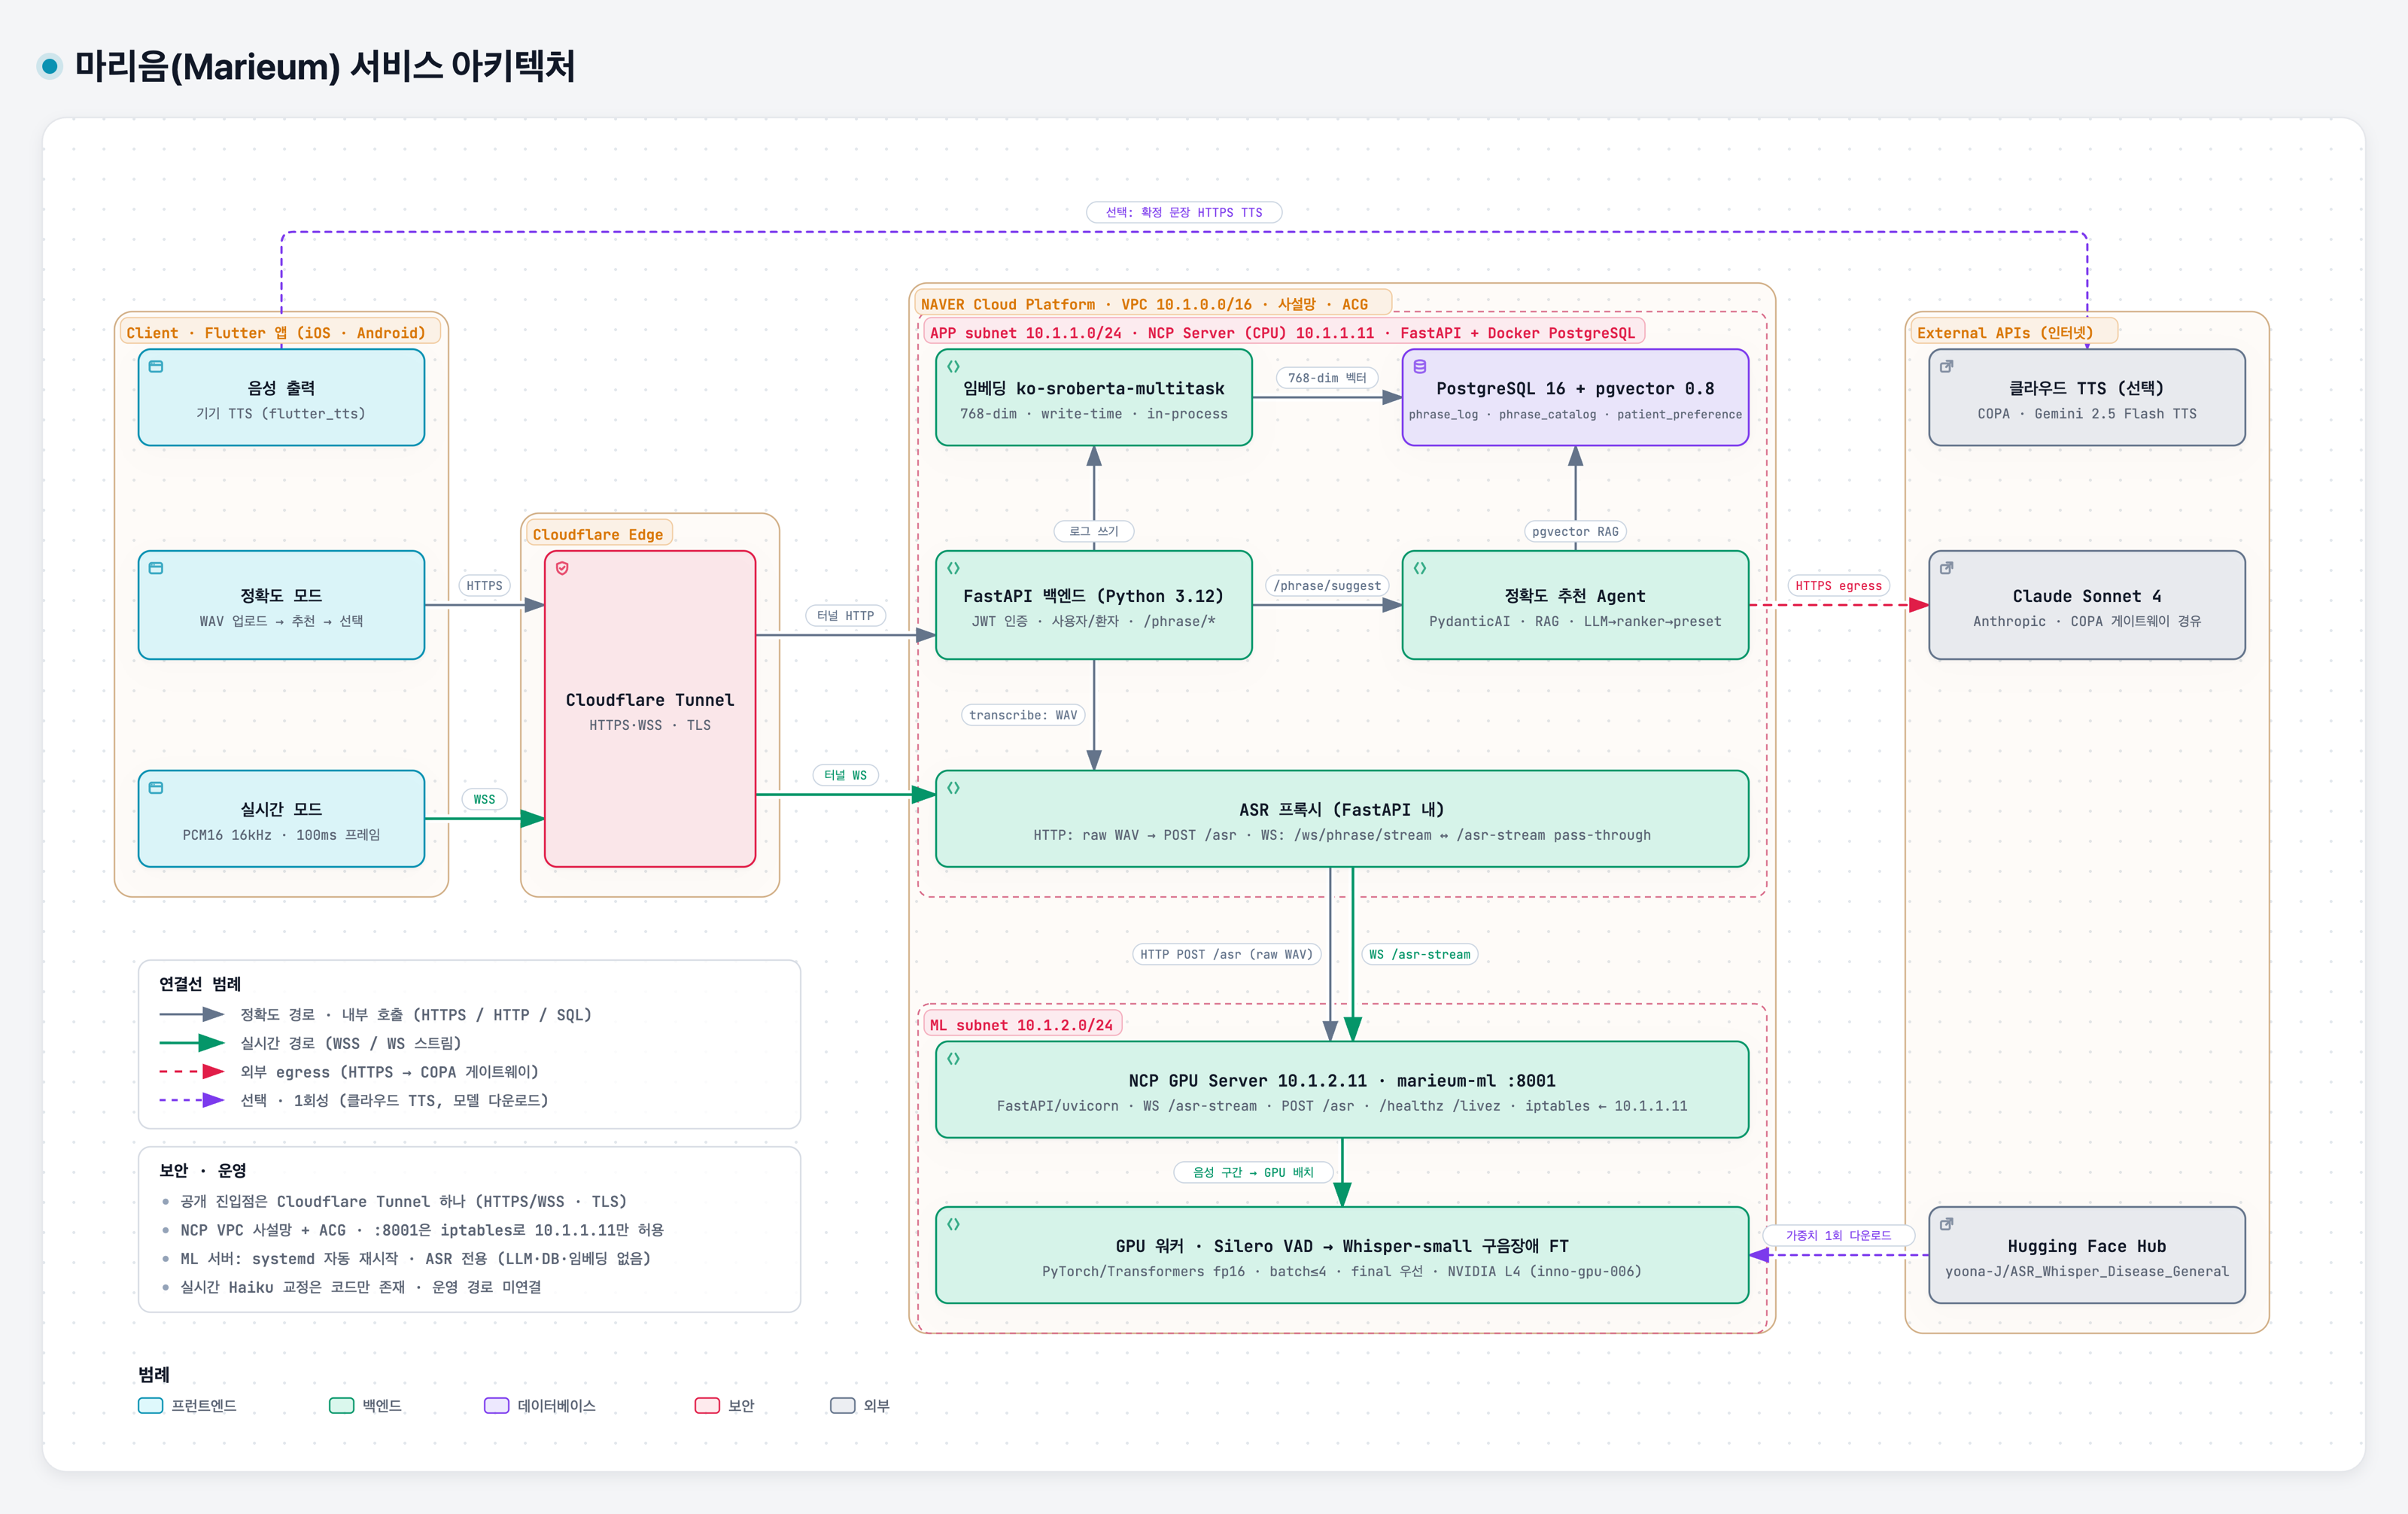 마리음(Marieum) 서비스 아키텍처
선택: 확정 문장 HTTPS TTS
Client · Flutter 앱 (iOS · Android)
음성 출력
기기 TTS (flutter_tts)
정확도 모드
WAV 업로드 → 추천 → 선택
실시간 모드
PCM16 16kHz · 100ms 프레임
HTTPS
WSS
Cloudflare Edge
Cloudflare Tunnel
HTTPS·WSS · TLS
터널 HTTP
터널 WS
NAVER Cloud Platform · VPC 10.1.0.0/16 · 사설망 · ACG
APP subnet 10.1.1.0/24 · NCP Server (CPU) 10.1.1.11 · FastAPI + Docker PostgreSQL
임베딩 ko-sroberta-multitask
768-dim · write-time · in-process
768-dim 벡터
PostgreSQL 16 + pgvector 0.8
phrase_log · phrase_catalog · patient_preference
로그 쓰기
pgvector RAG
FastAPI 백엔드 (Python 3.12)
JWT 인증 · 사용자/환자 · /phrase/*
/phrase/suggest
정확도 추천 Agent
PydanticAI · RAG · LLM→ranker→preset
transcribe: WAV
ASR 프록시 (FastAPI 내)
HTTP: raw WAV → POST /asr · WS: /ws/phrase/stream ↔ /asr-stream pass-through
HTTP POST /asr (raw WAV)
WS /asr-stream
ML subnet 10.1.2.0/24
NCP GPU Server 10.1.2.11 · marieum-ml :8001
FastAPI/uvicorn · WS /asr-stream · POST /asr · /healthz /livez · iptables ← 10.1.1.11
음성 구간 → GPU 배치
GPU 워커 · Silero VAD → Whisper-small 구음장애 FT
PyTorch/Transformers fp16 · batch≤4 · final 우선 · NVIDIA L4 (inno-gpu-006)
HTTPS egress
가중치 1회 다운로드
External APIs (인터넷)
클라우드 TTS (선택)
COPA · Gemini 2.5 Flash TTS
Claude Sonnet 4
Anthropic · COPA 게이트웨이 경유
Hugging Face Hub
yoona-J/ASR_Whisper_Disease_General
연결선 범례
정확도 경로 · 내부 호출 (HTTPS / HTTP / SQL)
실시간 경로 (WSS / WS 스트림)
외부 egress (HTTPS → COPA 게이트웨이)
선택 · 1회성 (클라우드 TTS, 모델 다운로드)
보안 · 운영
공개 진입점은 Cloudflare Tunnel 하나 (HTTPS/WSS · TLS)
NCP VPC 사설망 + ACG · :8001은 iptables로 10.1.1.11만 허용
ML 서버: systemd 자동 재시작 · ASR 전용 (LLM·DB·임베딩 없음)
실시간 Haiku 교정은 코드만 존재 · 운영 경로 미연결
범례
프런트엔드
백엔드
데이터베이스
보안
외부